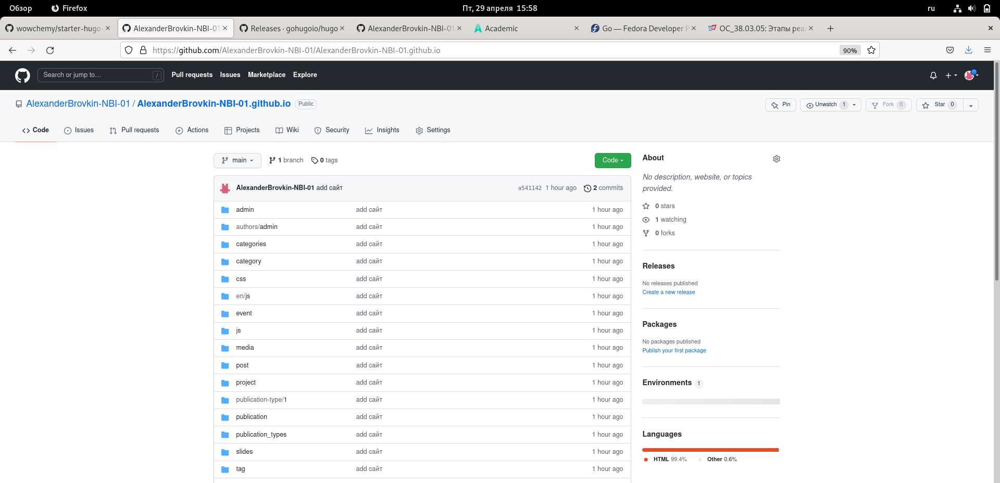 Обзор Firefox Пт, 29 апреля 15:58 ru
wowchemy/starter-hugo- AlexanderBrovkin-NBI-01 Releases · gohugoio/hugo AlexanderBrovkin-NBI-01 Academic Go — Fedora Developer P ОС_38.03.05: Этапы реа
https://github.com/AlexanderBrovkin-NBI-01/AlexanderBrovkin-NBI-01.github.io 90%
Search or jump to… / Pull requests Issues Marketplace Explore
AlexanderBrovkin-NBI-01 / AlexanderBrovkin-NBI-01.github.io Public Pin Unwatch 1 Fork 0 Star 0
Code Issues Pull requests Actions Projects Wiki Security Insights Settings
main 1 branch 0 tags Code
AlexanderBrovkin-NBI-01 add сайт a541142 1 hour ago 2 commits
admin add сайт 1 hour ago
authors/admin add сайт 1 hour ago
categories add сайт 1 hour ago
category add сайт 1 hour ago
css add сайт 1 hour ago
en/js add сайт 1 hour ago
event add сайт 1 hour ago
js add сайт 1 hour ago
media add сайт 1 hour ago
post add сайт 1 hour ago
project add сайт 1 hour ago
publication-type/1 add сайт 1 hour ago
publication add сайт 1 hour ago
publication_types add сайт 1 hour ago
slides add сайт 1 hour ago
tag add сайт 1 hour ago
About
No description, website, or topics
provided.
0 stars
1 watching
0 forks
Releases
No releases published
Create a new release
Packages
No packages published
Publish your first package
Environments 1
Languages
HTML 99.4% Other 0.6%